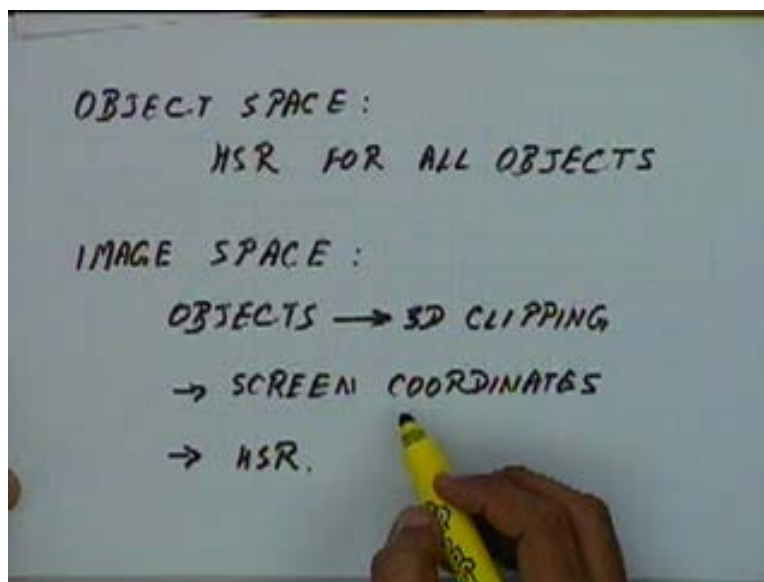 OBJECT SPACE:
HSR FOR ALL OBJECTS
IMAGE SPACE:
OBJECTS → 3D CLIPPING
→ SCREEN COORDINATES
→ HSR.